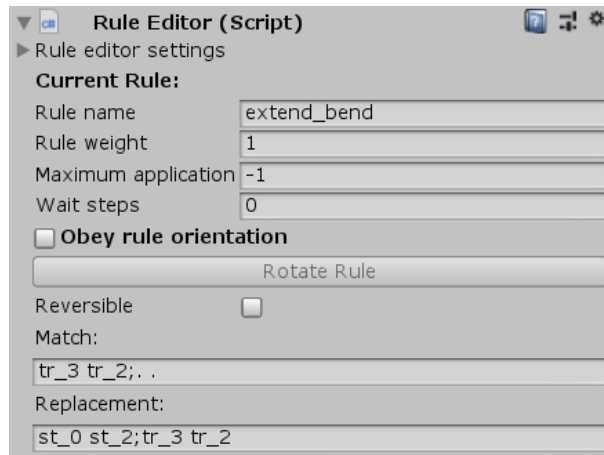 Rule Editor (Script)
Rule editor settings
Current Rule:
Rule name extend_bend
Rule weight 1
Maximum application -1
Wait steps 0
Obey rule orientation
Rotate Rule
Reversible
Match:
tr_3 tr_2;. .
Replacement:
st_0 st_2;tr_3 tr_2